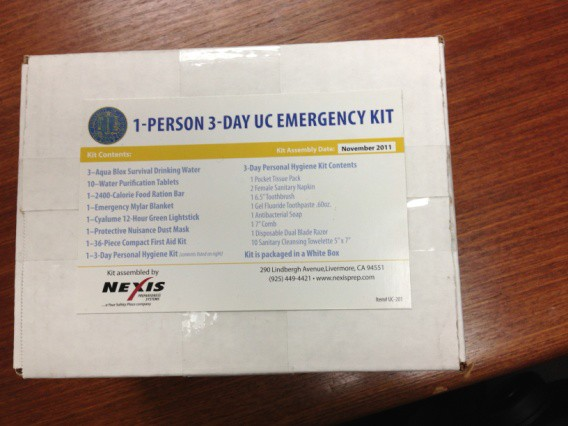 1-PERSON 3-DAY UC EMERGENCY KIT
Kit Contents:
Kit Assembly Date: November 2011
3–Aqua Blox Survival Drinking Water
10–Water Purification Tablets
1–2400-Calorie Food Ration Bar
1–Emergency Mylar Blanket
1–Cyalume 12-Hour Green Lightstick
1–Protective Nuisance Dust Mask
1–36-Piece Compact First Aid Kit
1–3-Day Personal Hygiene Kit (contents listed on right)
3-Day Personal Hygiene Kit Contents
1 Pocket Tissue Pack
2 Female Sanitary Napkin
1 6.5" Toothbrush
1 Gel Fluoride Toothpaste .60oz.
1 Antibacterial Soap
1 7" Comb
1 Disposable Dual Blade Razor
10 Sanitary Cleansing Towelette 5" x 7"
Kit is packaged in a White Box
Kit assembled by
NEXIS
PREPAREDNESS
SYSTEMS
...a Your Safety Place company
290 Lindbergh Avenue,Livermore, CA 94551
(925) 449-4421 • www.nexisprep.com
Item# UC-201